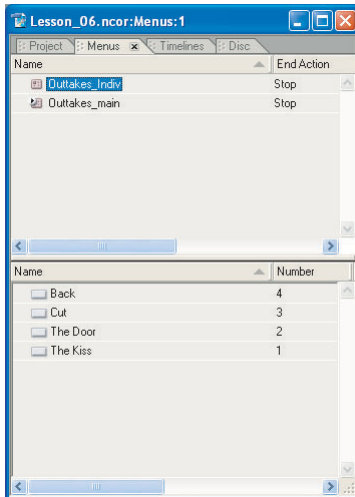 Lesson_06.ncor:Menus:1
Project Menus Timelines Disc
Name End Action
Outtakes_Indiv Stop
Outtakes_main Stop
Name Number
Back 4
Cut 3
The Door 2
The Kiss 1